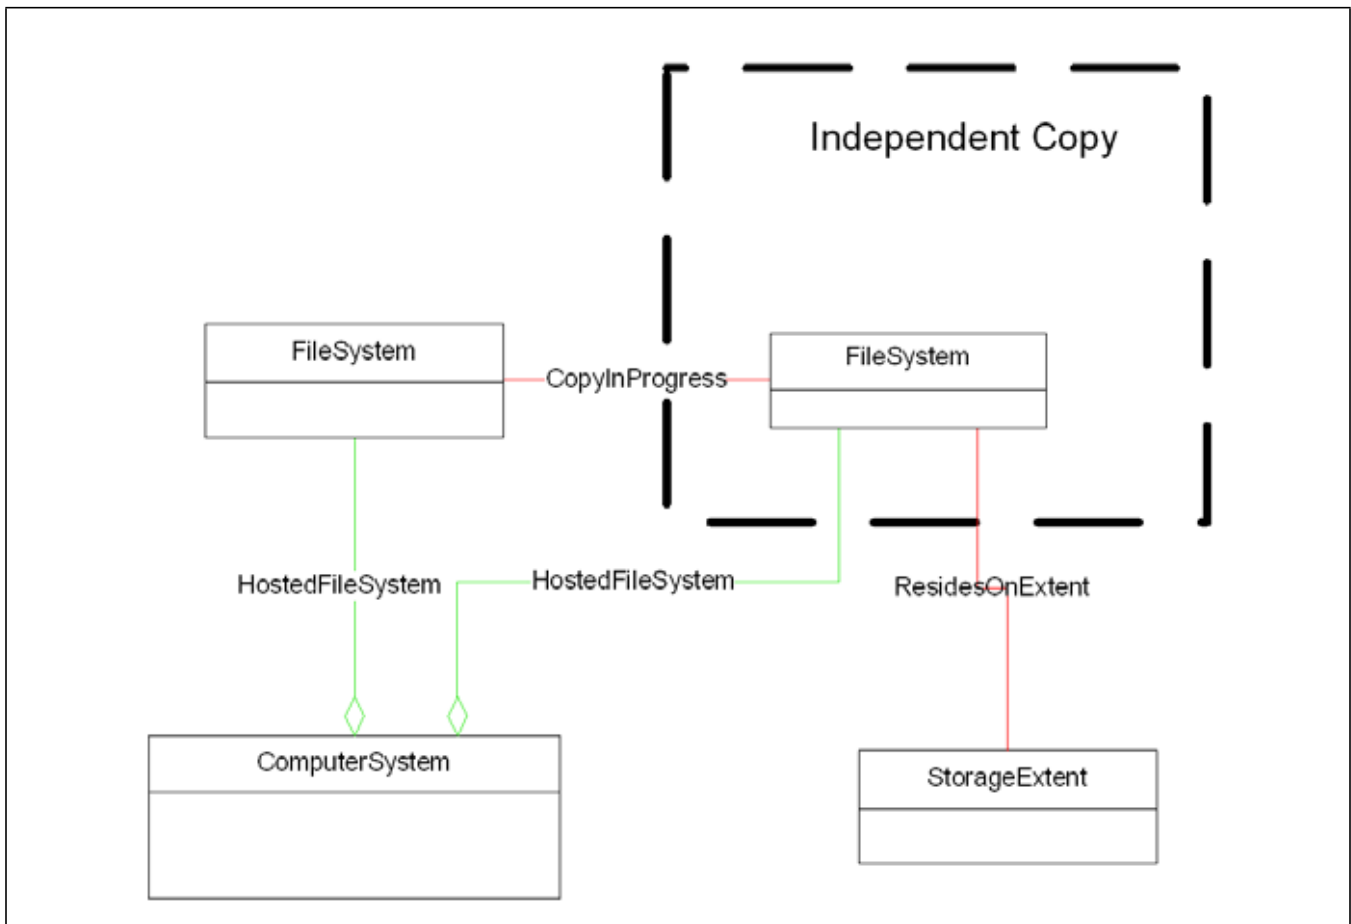 Independent Copy
FileSystem
FileSystem
CopyInProgress
HostedFileSystem
HostedFileSystem
ResidesOnExtent
ComputerSystem
StorageExtent